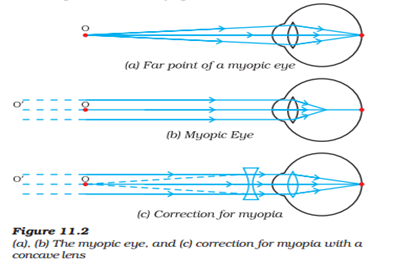 O
(a) Far point of a myopic eye
O' O
(b) Myopic Eye
O' O
(c) Correction for myopia
Figure 11.2
(a), (b) The myopic eye, and (c) correction for myopia with a
concave lens